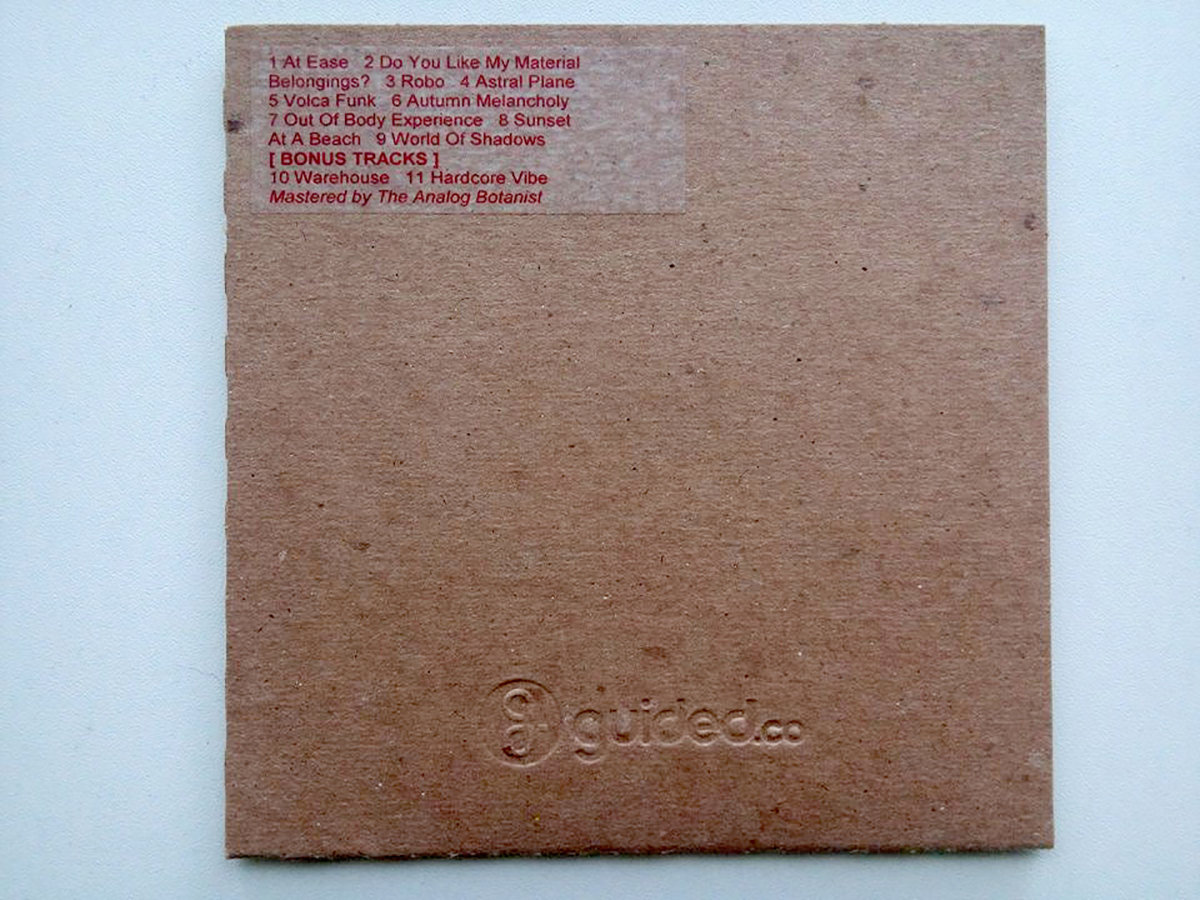 1 At Ease 2 Do You Like My Material
Belongings? 3 Robo 4 Astral Plane
5 Volca Funk 6 Autumn Melancholy
7 Out Of Body Experience 8 Sunset
At A Beach 9 World Of Shadows
[ BONUS TRACKS ]
10 Warehouse 11 Hardcore Vibe
Mastered by The Analog Botanist
guided.co